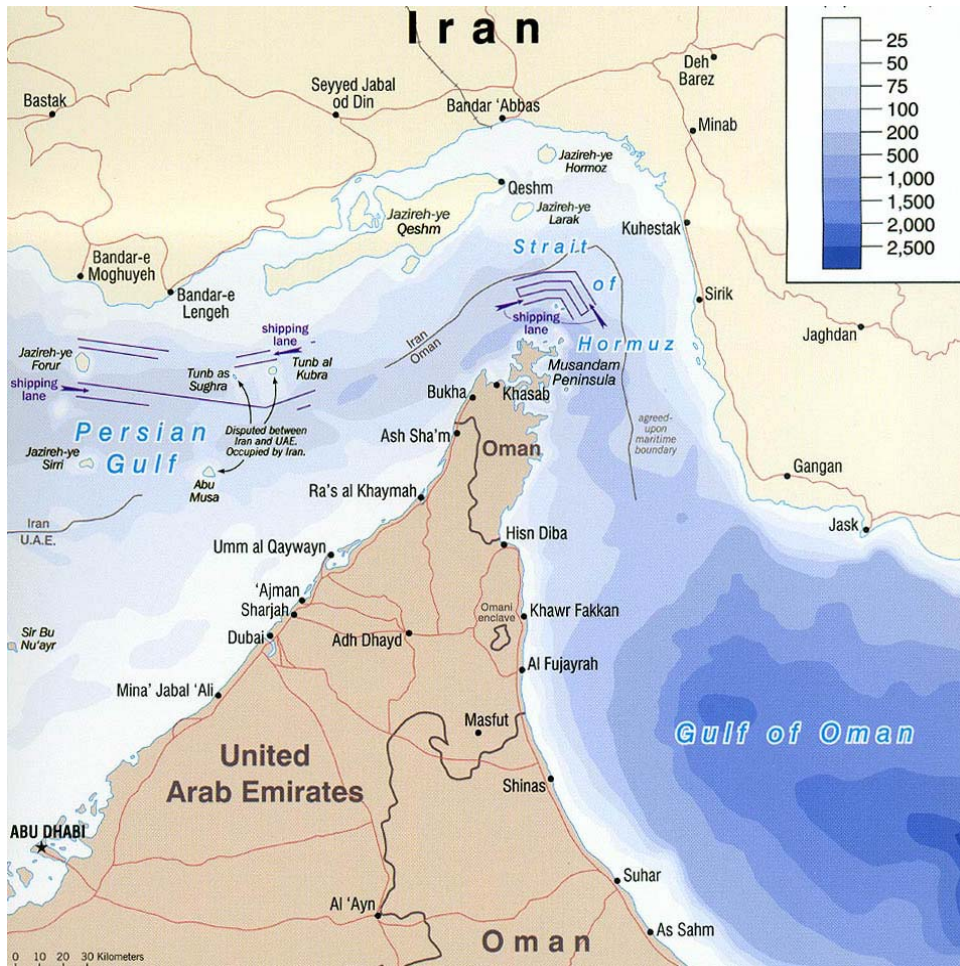 Iran
25
50
75
100
200
500
1,000
1,500
2,000
2,500
Deh
Barez
Seyyed Jabal
od Din
Bastak
Bandar ‘Abbas
Minab
Jazireh-ye
Hormoz
Qeshm
Jazireh-ye
Qeshm
Jazireh-ye
Larak
Kuhestak
Strait
of
Hormuz
Bandar-e
Moghuyeh
Bandar-e
Lengeh
Sirik
shipping
lane
Jaghdan
shipping
lane
Iran
Oman
Jazireh-ye
Forur
Tunb as
Sughra
Tunb al
Kubra
Musandam
Peninsula
shipping
lane
Bukha
Khasab
Disputed between
Iran and UAE.
Occupied by Iran.
agreed-
upon
maritime
boundary
Persian
Gulf
Ash Sha’m
Oman
Jazireh-ye
Sirri
Abu
Musa
Gangan
Ra’s al Khaymah
Iran
U.A.E.
Jask
Hisn Diba
Umm al Qaywayn
‘Ajman
Sharjah
Dubai
Omani
enclave
Khawr Fakkan
Sir Bu
Nu’ayr
Adh Dhayd
Al Fujayrah
Mina’ Jabal ‘Ali
Masfut
Gulf of Oman
United
Arab Emirates
Shinas
ABU DHABI
Suhar
Al ‘Ayn
As Sahm
Oman
0 10 20 30 Kilometers